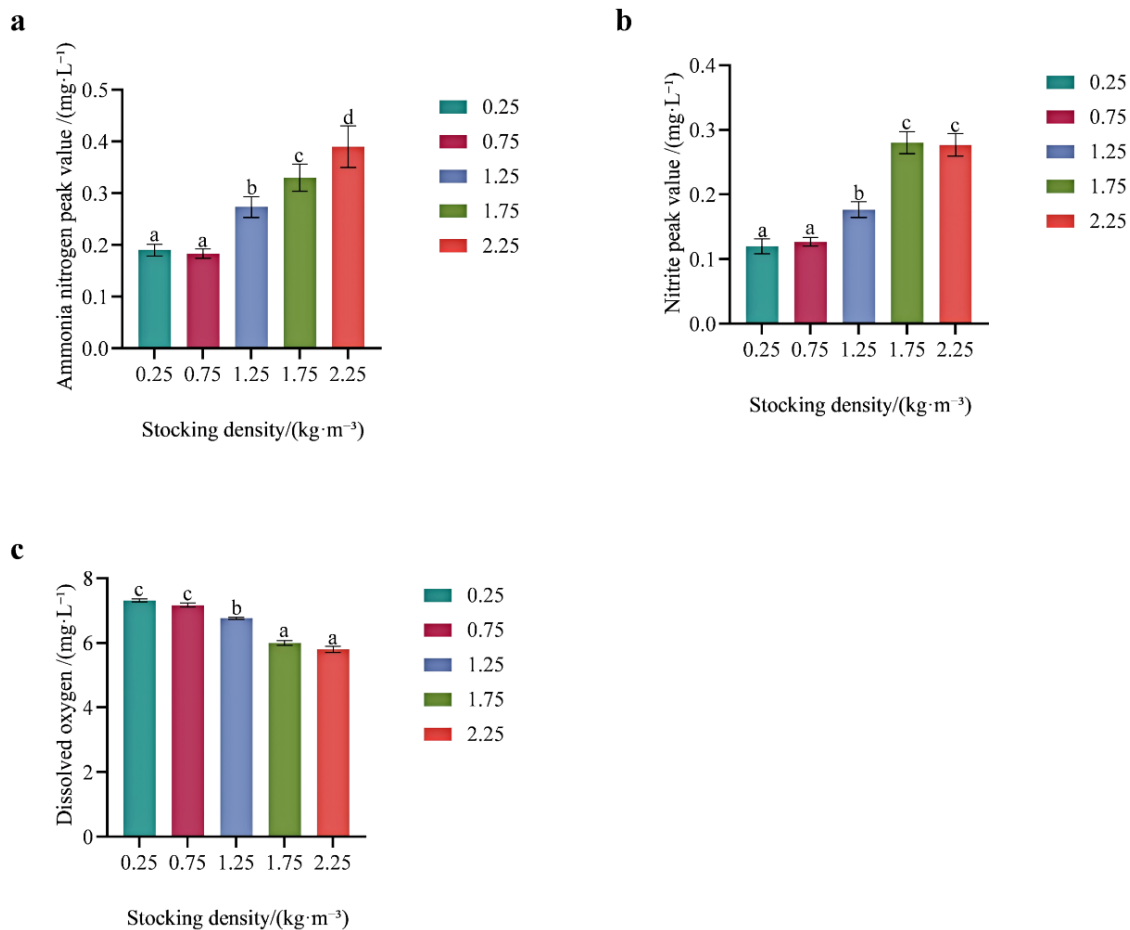 a
Ammonia nitrogen peak value /(mg·L⁻¹)
0.5
0.4
0.3
0.2
0.1
0.0
a
a
b
c
d
0.25
0.75
1.25
1.75
2.25
Stocking density/(kg·m⁻³)
0.25
0.75
1.25
1.75
2.25
b
Nitrite peak value /(mg·L⁻¹)
0.4
0.3
0.2
0.1
0.0
a
a
b
c
c
0.25
0.75
1.25
1.75
2.25
Stocking density/(kg·m⁻³)
0.25
0.75
1.25
1.75
2.25
c
Dissolved oxygen /(mg·L⁻¹)
8
6
4
2
0
c
c
b
a
a
0.25
0.75
1.25
1.75
2.25
Stocking density/(kg·m⁻³)
0.25
0.75
1.25
1.75
2.25